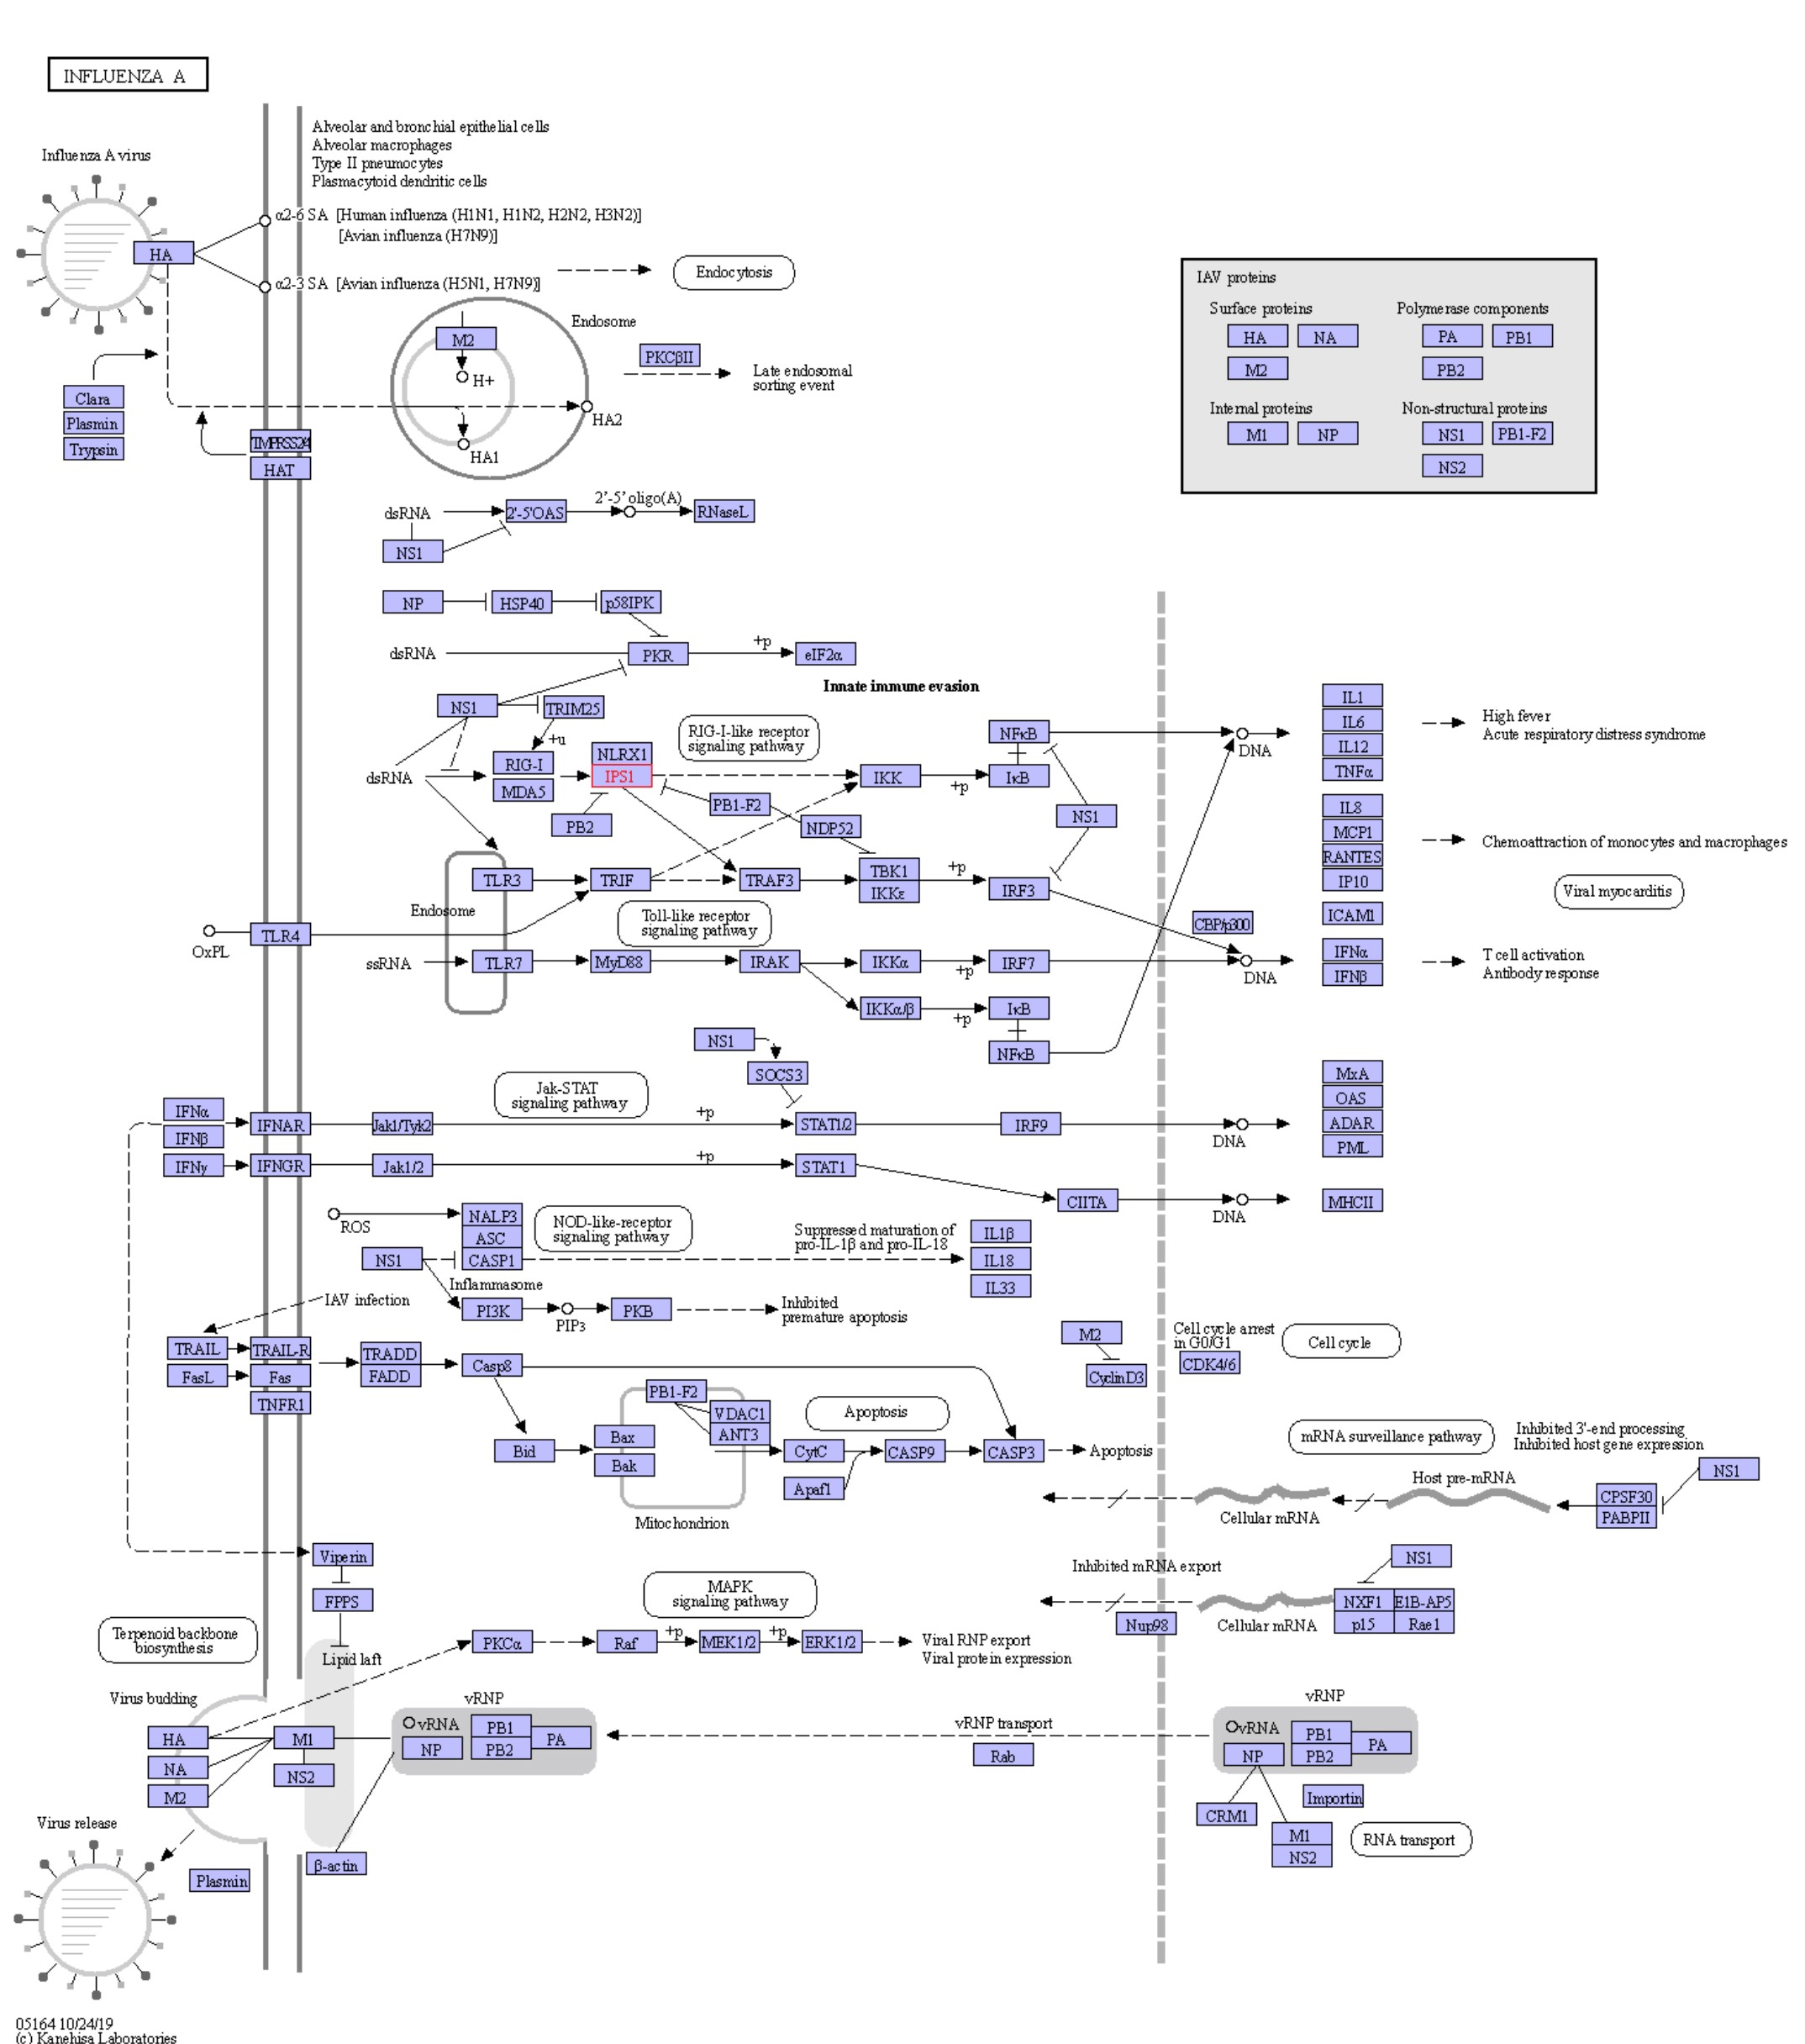 INFLUENZA A
Alveolar and bronchial epithelial cells
Alveolar macrophages
Type II pneumocytes
Plasmacytoid dendritic cells
Influenza A virus
α2-6 SA [Human influenza (H1N1, H1N2, H2N2, H3N2)]
[Avian influenza (H7N9)]
HA
α2-3 SA [Avian influenza (H5N1, H7N9)]
Endocytosis
Endosome
M2
H+
PKCβII
Late endosomal
sorting event
HA2
HA1
Clara
Plasmin
Trypsin
TMPRSS2/4
HAT
IAV proteins
Surface proteins
Polymerase components
HA
NA
PA
PB1
M2
PB2
Internal proteins
Non-structural proteins
M1
NP
NS1
PB1-F2
NS2
dsRNA
2'-5'OAS
2'-5' oligo(A)
RNaseL
NS1
NP
HSP40
p58IPK
dsRNA
PKR
+p
eIF2α
Innate immune evasion
NS1
TRIM25
+u
RIG-I-like receptor
signaling pathway
NLRX1
RIG-I
IPS1
dsRNA
MDA5
PB2
PB1-F2
NDP52
IKK
+p
NFκB
IκB
NS1
DNA
IL1
IL6
IL12
TNFα
High fever
Acute respiratory distress syndrome
IL8
MCP1
RANTES
IP10
Chemoattraction of monocytes and macrophages
Viral myocarditis
ICAM1
TLR3
TRIF
TRAF3
TBK1
IKKε
+p
IRF3
Endosome
Toll-like receptor
signaling pathway
CBP/p300
OxPL
TLR4
ssRNA
TLR7
MyD88
IRAK
IKKα
+p
IRF7
DNA
IFNα
IFNβ
T cell activation
Antibody response
IKKα/β
+p
IκB
NFκB
NS1
SOCS3
Jak-STAT
signaling pathway
IFNα
IFNβ
IFNAR
Jak1/Tyk2
+p
STAT1/2
IRF9
DNA
MxA
OAS
ADAR
PML
IFNγ
IFNGR
Jak1/2
+p
STAT1
CIITA
DNA
MHCII
ROS
NALP3
ASC
CASP1
NOD-like-receptor
signaling pathway
NS1
Inflammasome
Suppressed maturation of
pro-IL-1β and pro-IL-18
IL1β
IL18
IL33
IAV infection
PI3K
PIP3
PKB
Inhibited
premature apoptosis
TRAIL
TRAIL-R
FasL
Fas
TNFR1
TRADD
FADD
Casp8
M2
CyclinD3
Cell cycle arrest
in G0/G1
CDK4/6
Cell cycle
PB1-F2
VDAC1
ANT3
Apoptosis
Bid
Bax
Bak
CytC
Apaf1
CASP9
CASP3
Apoptosis
Mitochondrion
mRNA surveillance pathway
Inhibited 3'-end processing
Inhibited host gene expression
NS1
Host pre-mRNA
CPSF30
PABPII
Cellular mRNA
Viperin
FPPS
Inhibited mRNA export
NS1
NXF1
E1B-AP5
p15
Rae1
Nup98
Cellular mRNA
MAPK
signaling pathway
Terpenoid backbone
biosynthesis
Lipid laft
PKCα
Raf
+p
MEK1/2
+p
ERK1/2
Viral RNP export
Viral protein expression
Virus budding
HA
NA
M2
M1
NS2
vRNP
vRNA
NP
PB1
PB2
PA
vRNP transport
Rab
vRNP
vRNA
NP
PB1
PB2
PA
Importin
CRM1
M1
NS2
RNA transport
Virus release
Plasmin
β-actin
05164 10/24/19
(c) Kanehisa Laboratories